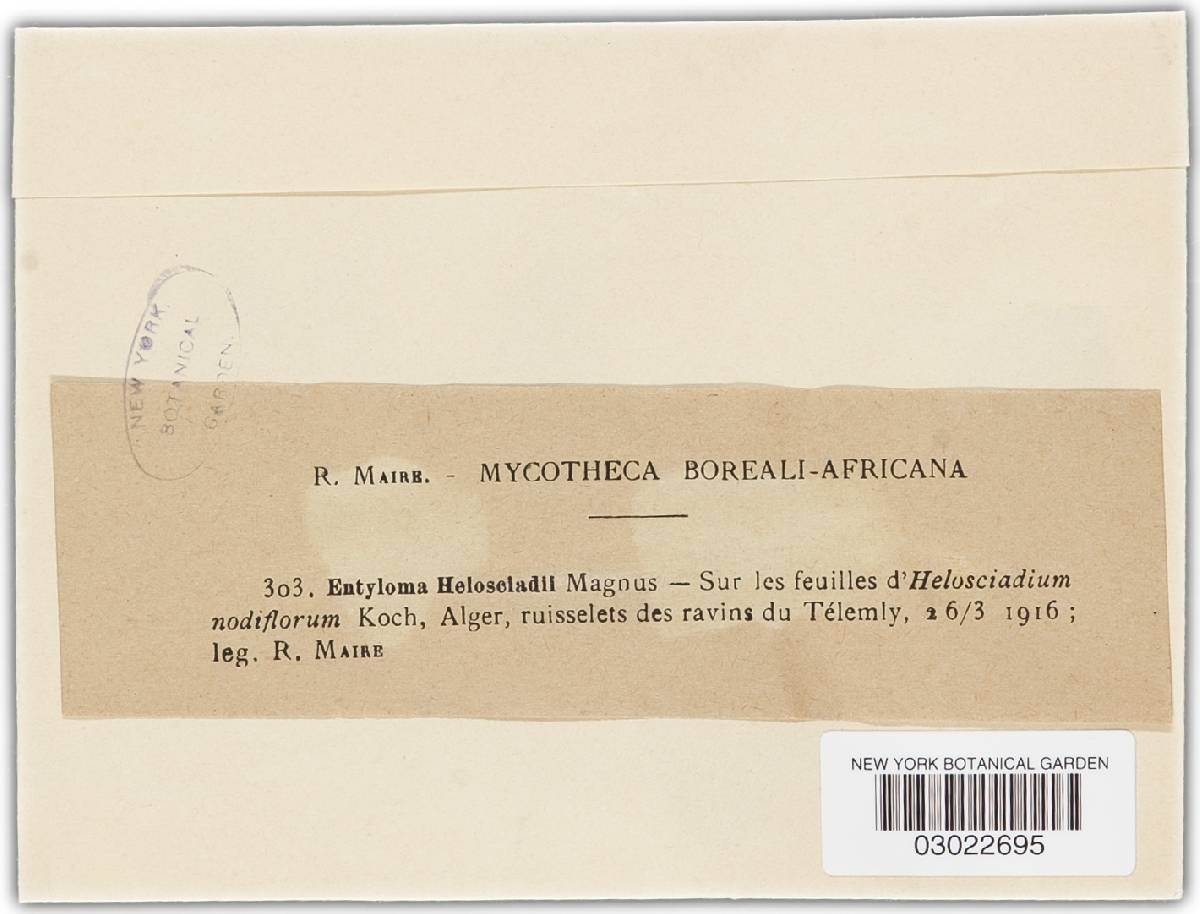 NEW YORK
BOTANICAL
GARDEN.
R. MAIRE. - MYCOTHECA BOREALI-AFRICANA
303. Entyloma Helosciadii Magnus — Sur les feuilles d'Helosciadium
nodiflorum Koch, Alger, ruisselets des ravins du Télemly, 26/3 1916 ;
leg. R. MAIRE
NEW YORK BOTANICAL GARDEN
03022695